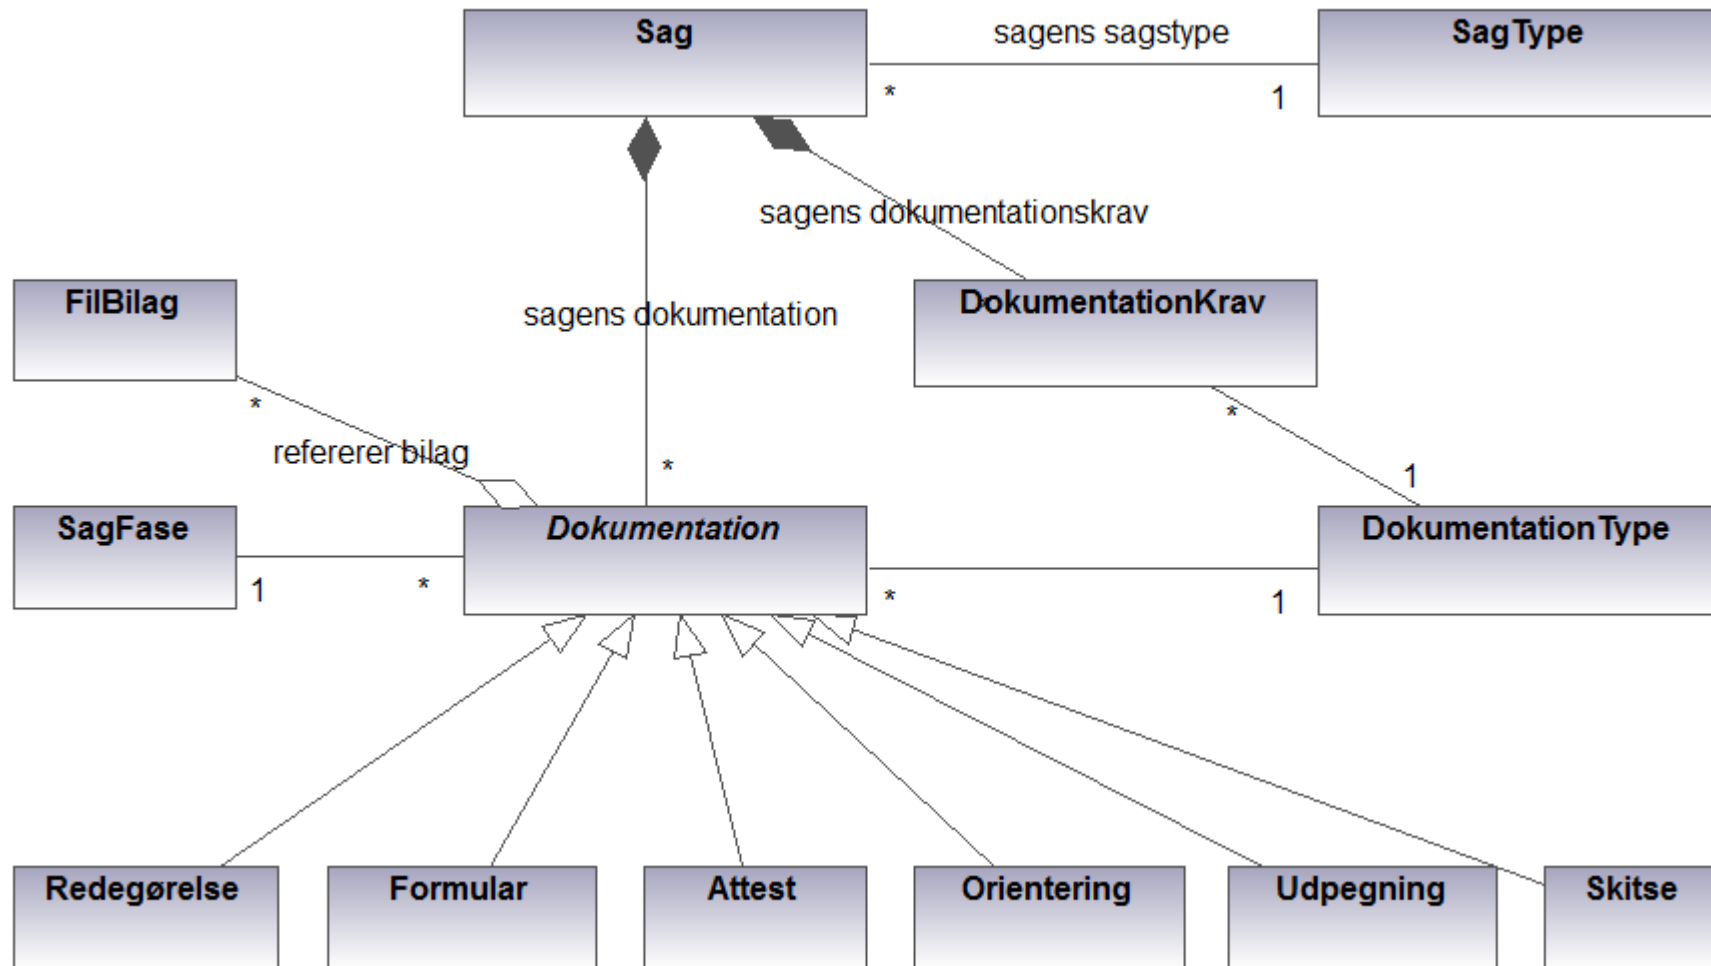 Sag
sagens sagstype
SagType
*
1
sagens dokumentationskrav
FilBilag
sagens dokumentation
DokumentationKrav
*
*
refererer bilag
*
1
SagFase
Dokumentation
DokumentationType
1
*
*
1
Redegørelse
Formular
Attest
Orientering
Udpegning
Skitse